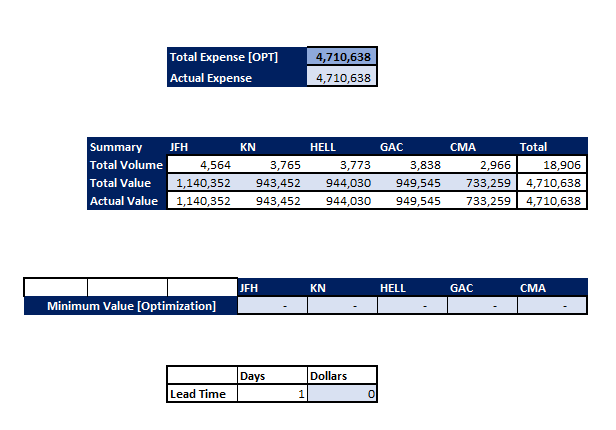 Total Expense [OPT] 4,710,638
Actual Expense 4,710,638
Summary JFH KN HELL GAC CMA Total
Total Volume 4,564 3,765 3,773 3,838 2,966 18,906
Total Value 1,140,352 943,452 944,030 949,545 733,259 4,710,638
Actual Value 1,140,352 943,452 944,030 949,545 733,259 4,710,638
JFH KN HELL GAC CMA
Minimum Value [Optimization] - - - - -
Days Dollars
Lead Time 1 0